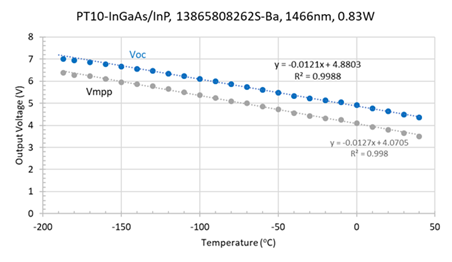 PT10-InGaAs/InP, 13865808262S-Ba, 1466nm, 0.83W
8
7
6
5
4
3
2
1
0
Output Voltage (V)
Voc
y = -0.0121x + 4.8803
R² = 0.9988
Vmpp
y = -0.0127x + 4.0705
R² = 0.998
-200
-150
-100
-50
0
50
Temperature (°C)